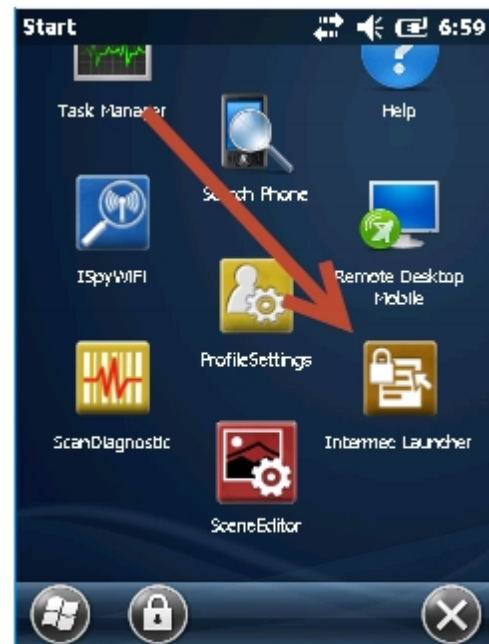 Start 6:59
Task Manager
Help
Search Phone
ISpyWIFI
Remote Desktop
Mobile
ProfileSettings
ScanDiagnostic
Intermec Launcher
SceneEditor